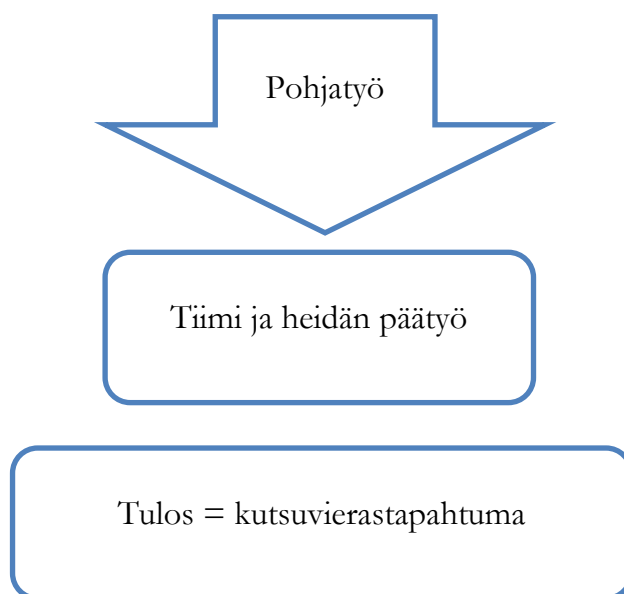 Pohjatyö
Tiimi ja heidän päätyö
Tulos = kutsuvierastapahtuma